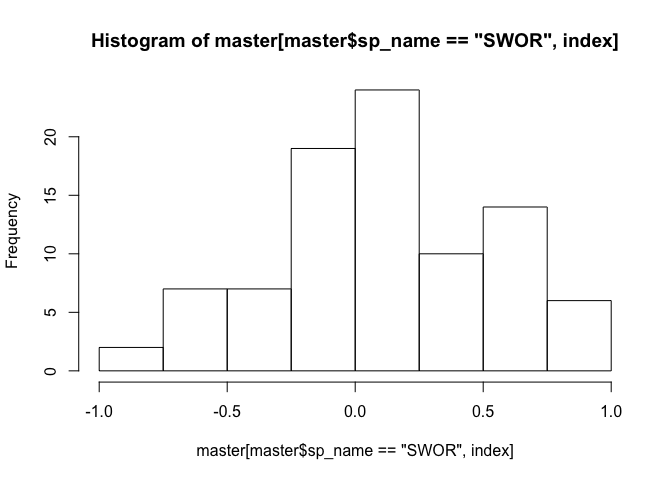 Histogram of master[master$sp_name == "SWOR", index]
Frequency
20
15
10
5
0
-1.0 -0.5 0.0 0.5 1.0
master[master$sp_name == "SWOR", index]